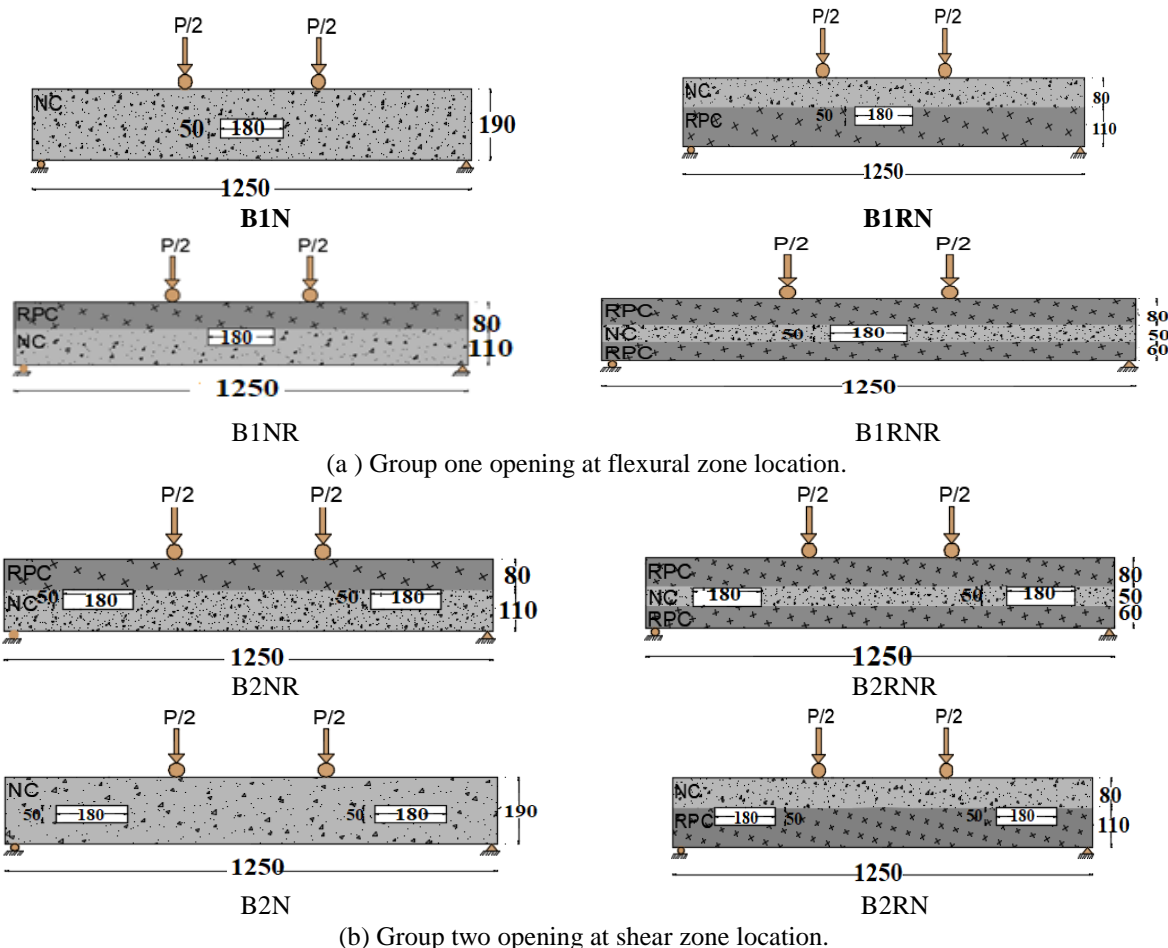 P/2 P/2
NC
50 180
190
1250
B1N
P/2 P/2
NC
RPC
50 180
80
110
1250
B1RN
P/2 P/2
RPC
NC
180
80
110
1250
B1NR
P/2 P/2
RPC
NC
RPC
50 180
80
50
60
1250
B1RNR
(a ) Group one opening at flexural zone location.
P/2 P/2
RPC
NC
50 180 50 180
80
110
1250
B2NR
P/2 P/2
RPC
NC
RPC
180 50 180
80
50
60
1250
B2RNR
P/2 P/2
NC
50 180 50 180
190
1250
B2N
P/2 P/2
NC
RPC
180 50 50 180
80
110
1250
B2RN
(b) Group two opening at shear zone location.